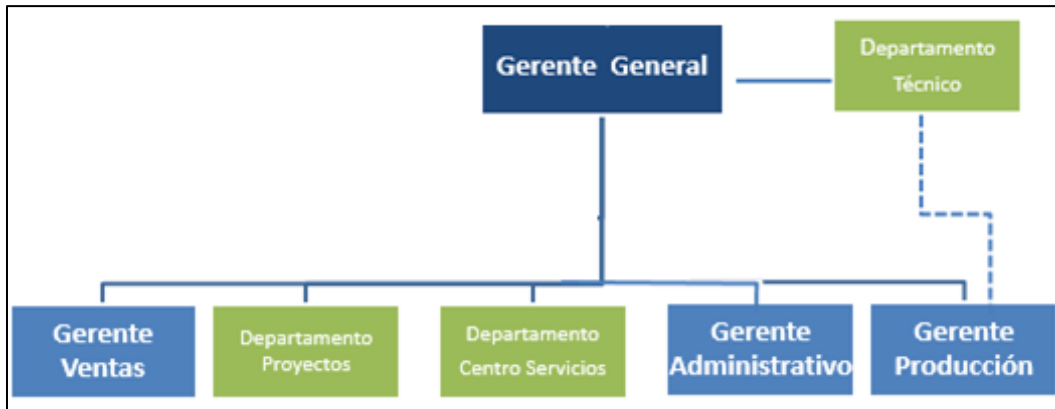 Gerente General
Departamento
Técnico
Gerente
Ventas
Departamento
Proyectos
Departamento
Centro Servicios
Gerente
Administrativo
Gerente
Producción